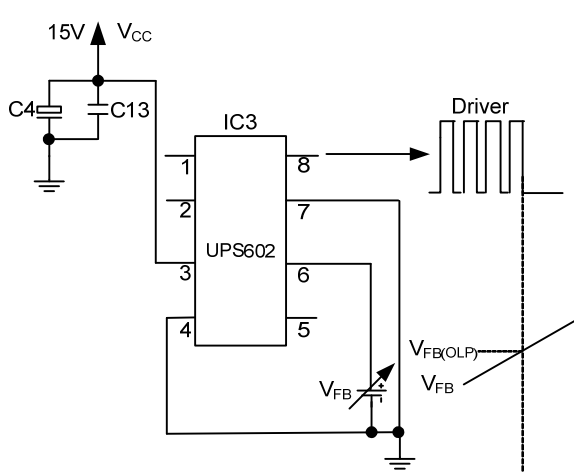 15V VCC
C4 C13
IC3
Driver
1 8
2 7
UPS602
3 6
4 5
VFB + -
VFB(OLP)
VFB